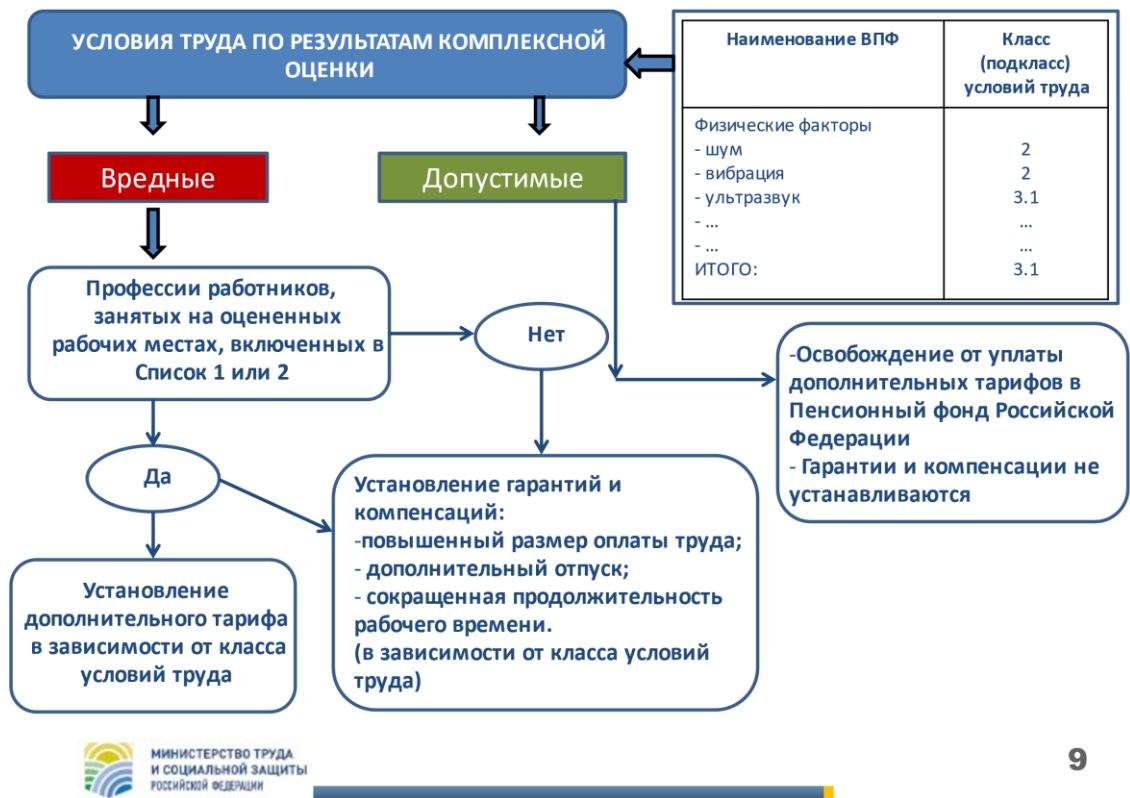 УСЛОВИЯ ТРУДА ПО РЕЗУЛЬТАТАМ КОМПЛЕКСНОЙ
ОЦЕНКИ
Наименование ВПФ
Класс
(подкласс)
условий труда
Физические факторы
- шум 2
- вибрация 2
- ультразвук 3.1
- ... ...
- ... ...
ИТОГО: 3.1
Вредные
Допустимые
Профессии работников,
занятых на оцененных
рабочих местах, включенных в
Список 1 или 2
Нет
-Освобождение от уплаты
дополнительных тарифов в
Пенсионный фонд Российской
Федерации
- Гарантии и компенсации не
устанавливаются
Да
Установление гарантий и
компенсаций:
-повышенный размер оплаты труда;
- дополнительный отпуск;
- сокращенная продолжительность
рабочего времени.
(в зависимости от класса условий
труда)
Установление
дополнительного тарифа
в зависимости от класса
условий труда
МИНИСТЕРСТВО ТРУДА
И СОЦИАЛЬНОЙ ЗАЩИТЫ
РОССИЙСКОЙ ФЕДЕРАЦИИ
9